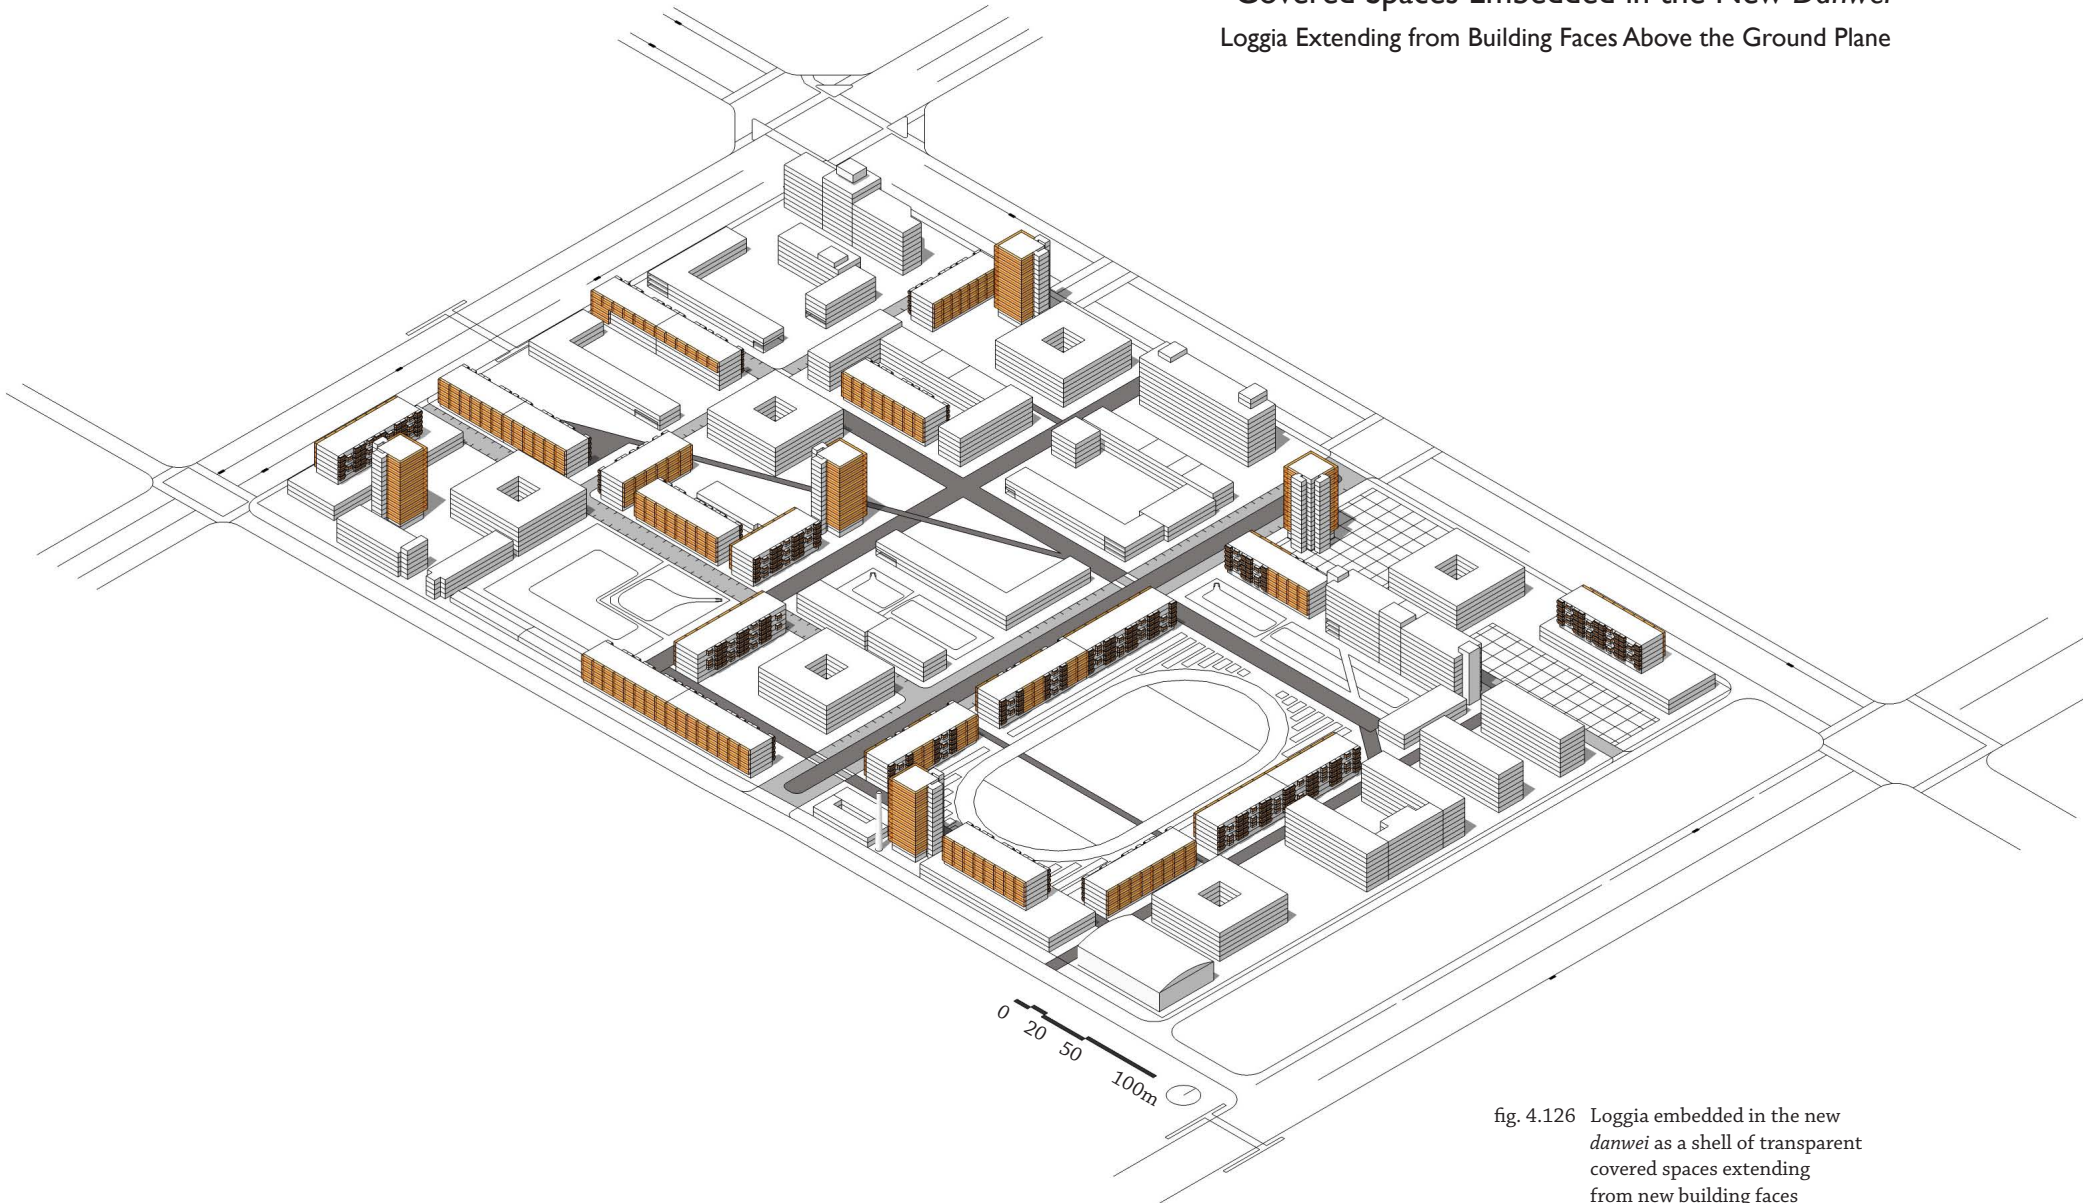 Covered Spaces Embedded in the New Danwei
Loggia Extending from Building Faces Above the Ground Plane
0 20 50 100m
fig. 4.126 Loggia embedded in the new
danwei as a shell of transparent
covered spaces extending
from new building faces